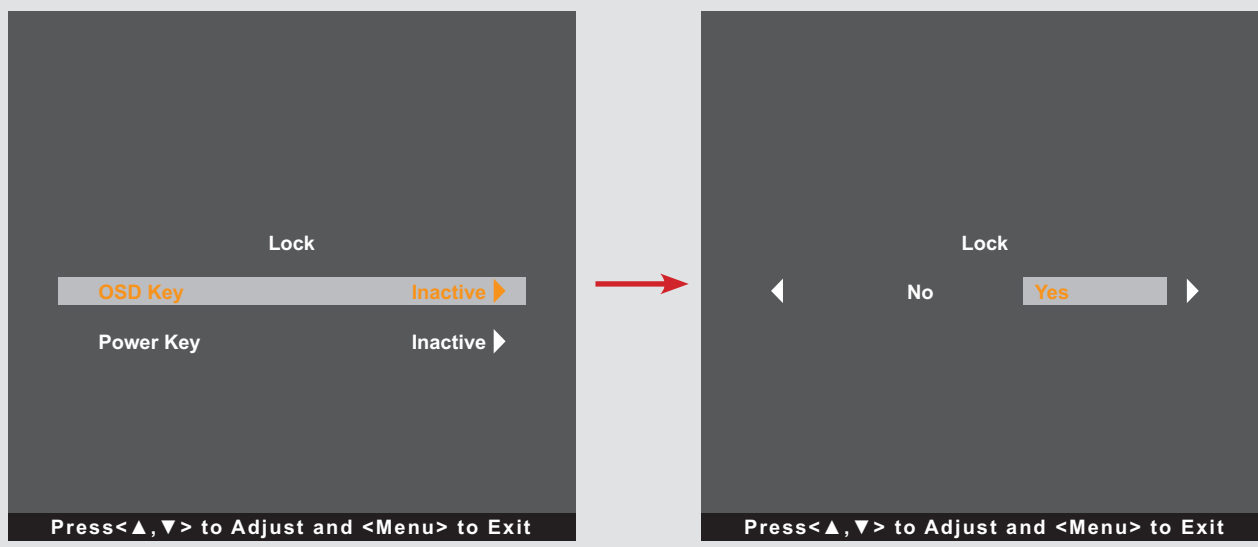 Lock
OSD Key Inactive
Power Key Inactive
Press<▲,▼> to Adjust and <Menu> to Exit
Lock
No Yes
Press<▲,▼> to Adjust and <Menu> to Exit